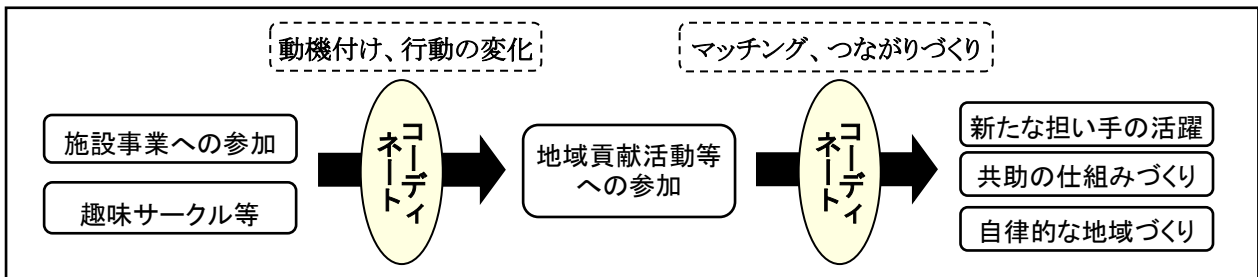 動機付け、行動の変化
マッチング、つながりづくり
施設事業への参加
趣味サークル等
コーディ
ネート
地域貢献活動等
への参加
コーディ
ネート
新たな担い手の活躍
共助の仕組みづくり
自律的な地域づくり